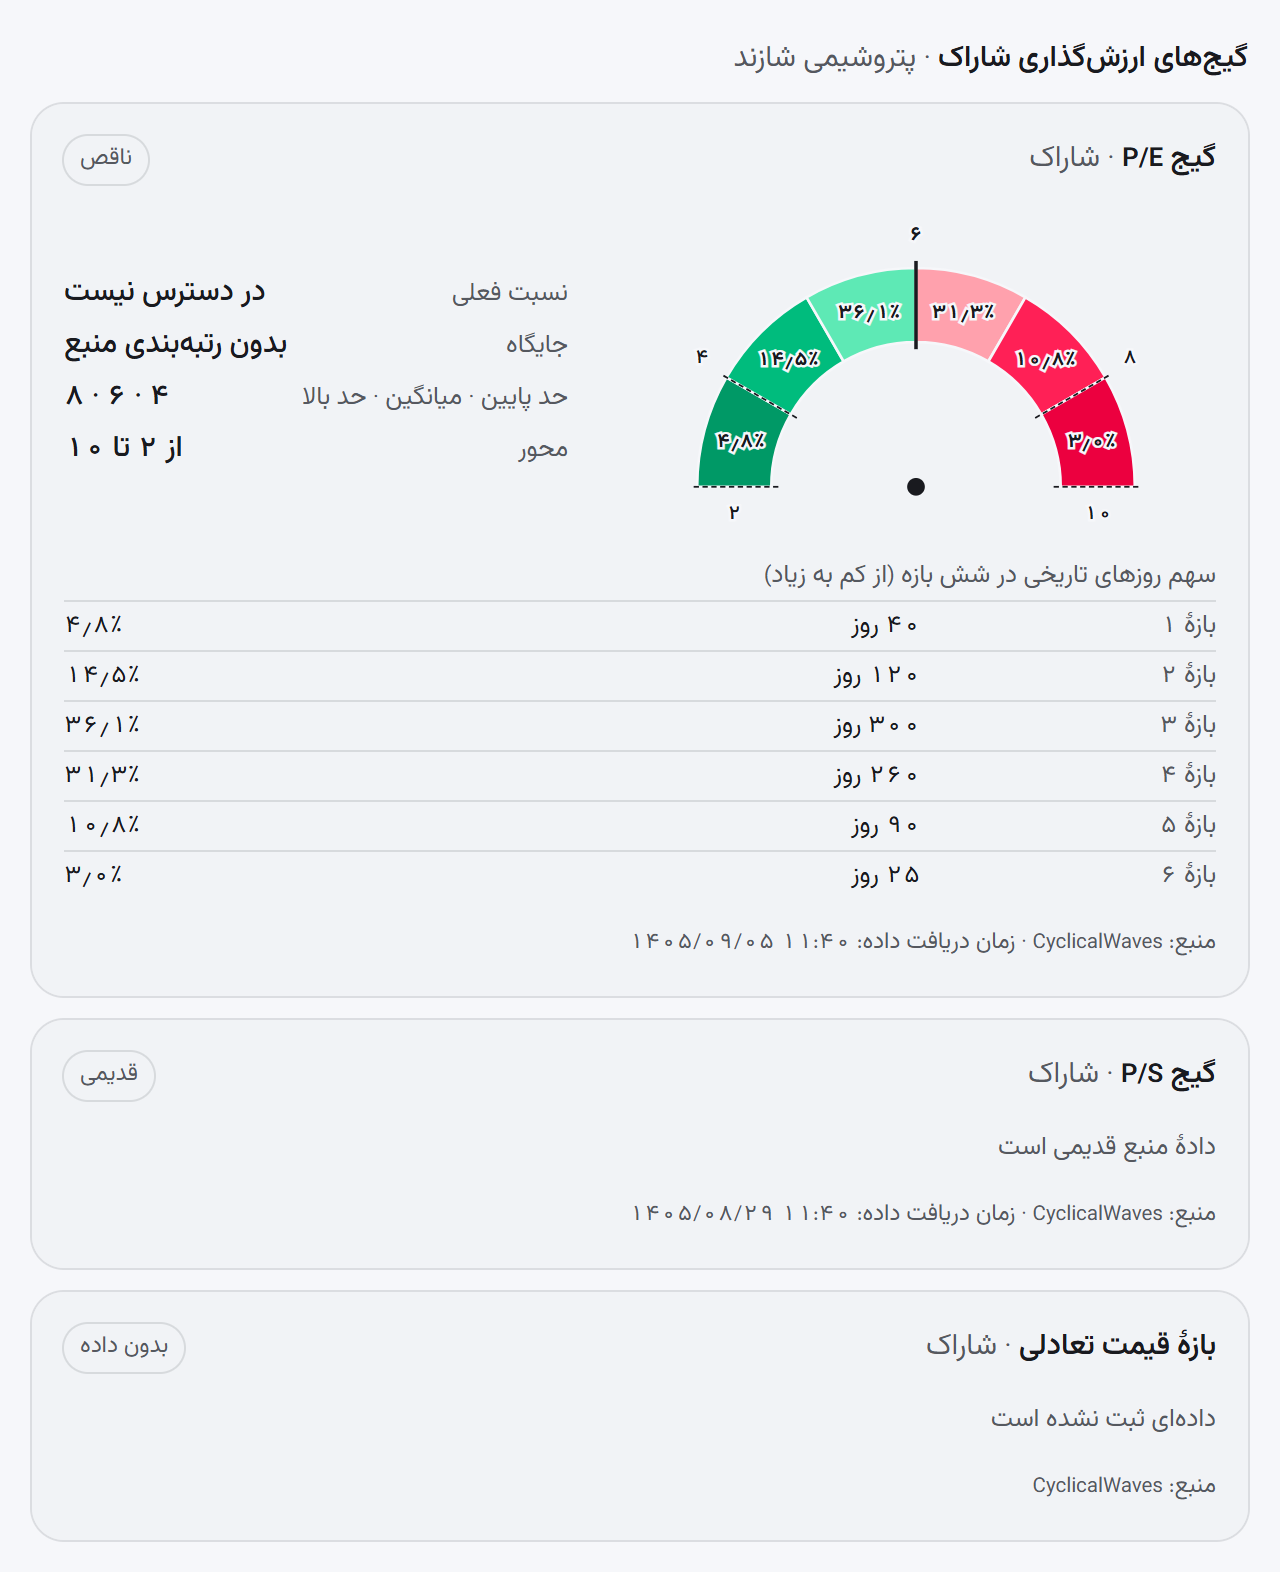 گیج‌های ارزش‌گذاری شاراک · پتروشیمی شازند
گیج P/E · شاراک
ناقص
۶
۳۶٫۱٪
۳۱٫۳٪
۱۴٫۵٪
۱۰٫۸٪
۴
۸
۴٫۸٪
۳٫۰٪
۲
۱۰
نسبت فعلی
در دسترس نیست
جایگاه
بدون رتبه‌بندی منبع
حد پایین · میانگین · حد بالا
۴ · ۶ · ۸
محور
از ۲ تا ۱۰
سهم روزهای تاریخی در شش بازه (از کم به زیاد)
بازهٔ ۱ ۴۰ روز ۴٫۸٪
بازهٔ ۲ ۱۲۰ روز ۱۴٫۵٪
بازهٔ ۳ ۳۰۰ روز ۳۶٫۱٪
بازهٔ ۴ ۲۶۰ روز ۳۱٫۳٪
بازهٔ ۵ ۹۰ روز ۱۰٫۸٪
بازهٔ ۶ ۲۵ روز ۳٫۰٪
منبع: CyclicalWaves · زمان دریافت داده: ۱۴۰۵/۰۹/۰۵ ۱۱:۴۰
گیج P/S · شاراک
قدیمی
دادهٔ منبع قدیمی است
منبع: CyclicalWaves · زمان دریافت داده: ۱۴۰۵/۰۸/۲۹ ۱۱:۴۰
بازهٔ قیمت تعادلی · شاراک
بدون داده
داده‌ای ثبت نشده است
منبع: CyclicalWaves